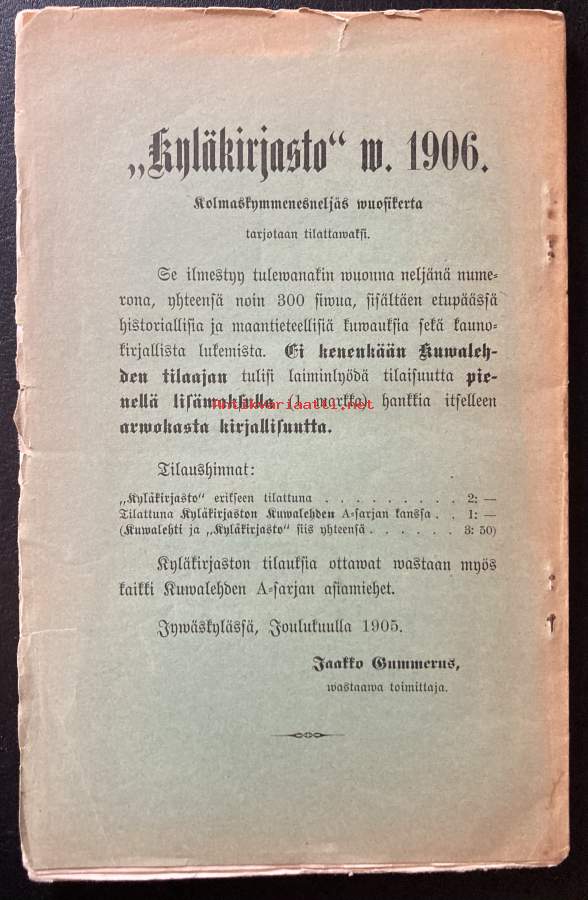 „Kyläkirjasto“ w. 1906.
Kolmaskymmenesneljäs wuosikerta
tarjotaan tilattawaksi.
Se ilmestyy tulewanakin wuonna neljänä nume-
rona, yhteensä noin 300 siwua, sisältäen etupäässä
historiallisia ja maantieteellisiä kuwauksia sekä kauno-
kirjallista lukemista. Ei kenenkään Kuwaleh-
den tilaajan tulisi laiminlyödä tilaisuutta pie-
nellä lisämaksulla (1 markka) hankkia itselleen
Antikvariaatti.net
arwokasta kirjallisuutta.
Tilaushinnat:
„Kyläkirjasto“ erikseen tilattuna . . . . . . . . . 2: —
Tilattuna Kyläkirjaston Kuwalehden A-sarjan kanssa . . 1: —
(Kuwalehti ja „Kyläkirjasto“ siis yhteensä . . . . . . 3: 50)
Kyläkirjaston tilauksia ottawat wastaan myös
kaikki Kuwalehden A-sarjan asiamiehet.
Jywäskylässä, Joulukuulla 1905.
Jaakko Gummerus,
wastaawa toimittaja.